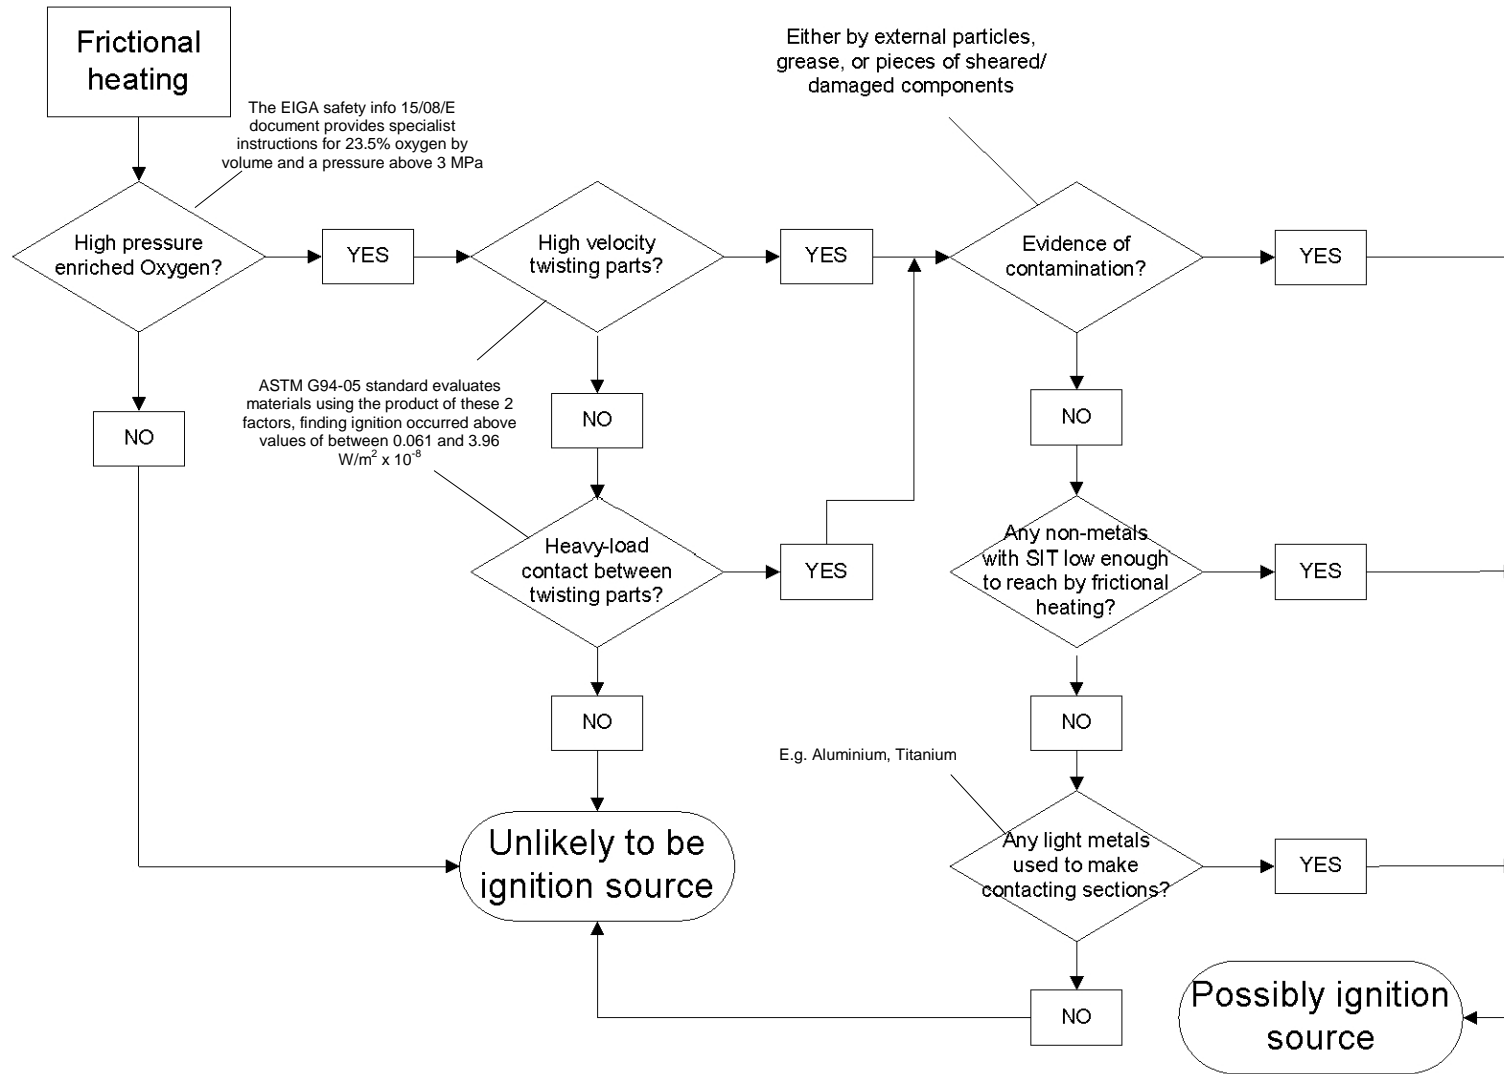 Frictional
heating
The EIGA safety info 15/08/E
document provides specialist
instructions for 23.5% oxygen by
volume and a pressure above 3 MPa
Either by external particles,
grease, or pieces of sheared/
damaged components
High pressure
enriched Oxygen?
YES
High velocity
twisting parts?
YES
Evidence of
contamination?
YES
NO
ASTM G94-05 standard evaluates
materials using the product of these 2
factors, finding ignition occurred above
values of between 0.061 and 3.96
W/m² x 10⁻⁸
NO
NO
Heavy-load
contact between
twisting parts?
YES
Any non-metals
with SIT low enough
to reach by frictional
heating?
YES
NO
NO
E.g. Aluminium, Titanium
Unlikely to be
ignition source
Any light metals
used to make
contacting sections?
YES
NO
Possibly ignition
source